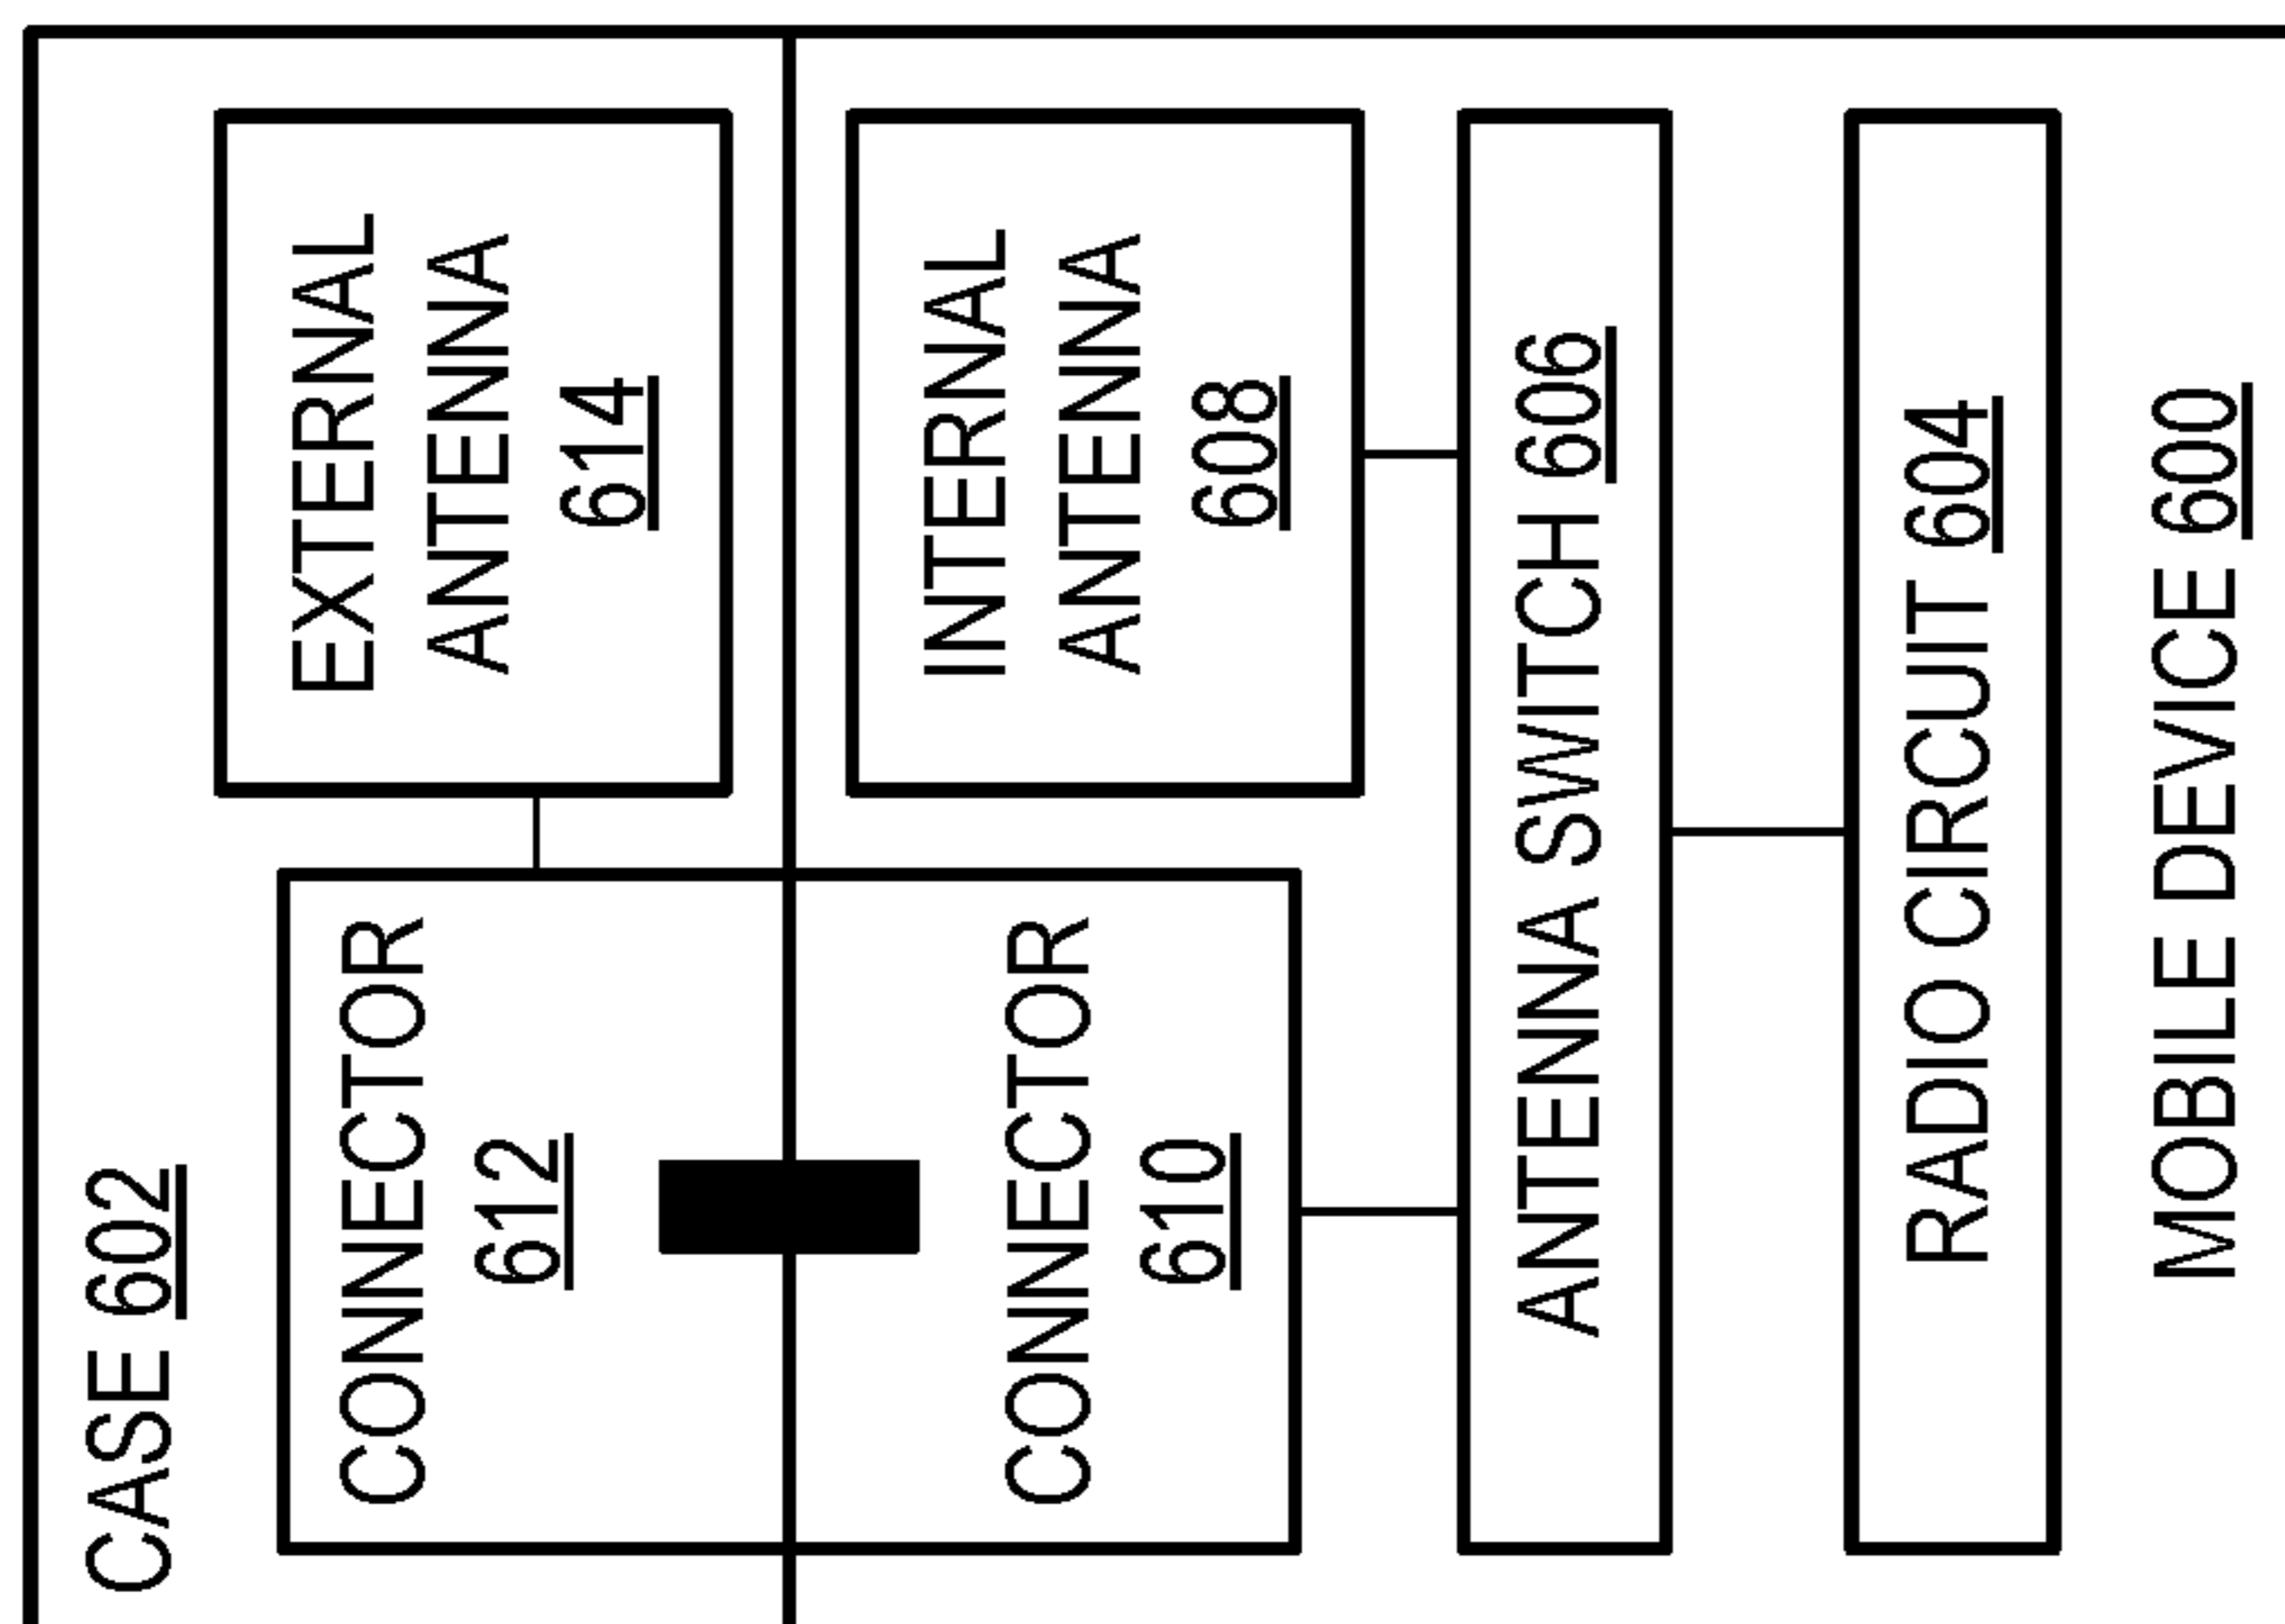 CASE 602
CONNECTOR
612
EXTERNAL
ANTENNA
614
CONNECTOR
610
INTERNAL
ANTENNA
608
ANTENNA SWITCH 606
RADIO CIRCUIT 604
MOBILE DEVICE 600